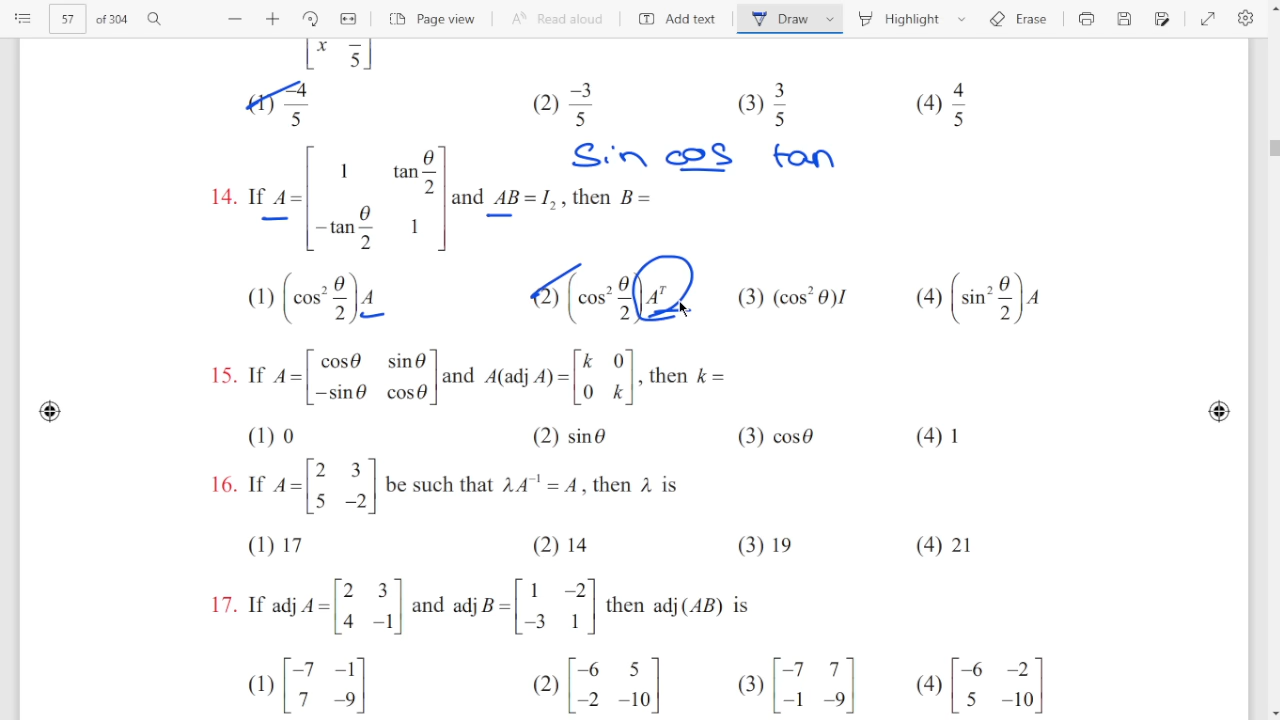 57 of 304 Page view Read aloud Add text Draw Highlight Erase
x 5
(1) −4/5 (2) −3/5 (3) 3/5 (4) 4/5
sin cos tan
14. If A = [1 tan θ/2; −tan θ/2 1] and AB = I₂, then B =
(1) (cos² θ/2) A (2) (cos² θ/2) Aᵀ (3) (cos² θ) I (4) (sin² θ/2) A
15. If A = [cos θ sin θ; −sin θ cos θ] and A(adj A) = [k 0; 0 k], then k =
(1) 0 (2) sin θ (3) cos θ (4) 1
16. If A = [2 3; 5 −2] be such that λA⁻¹ = A, then λ is
(1) 17 (2) 14 (3) 19 (4) 21
17. If adj A = [2 3; 4 −1] and adj B = [1 −2; −3 1] then adj (AB) is
(1) [−7 −1; 7 −9] (2) [−6 5; −2 −10] (3) [−7 7; −1 −9] (4) [−6 −2; 5 −10]